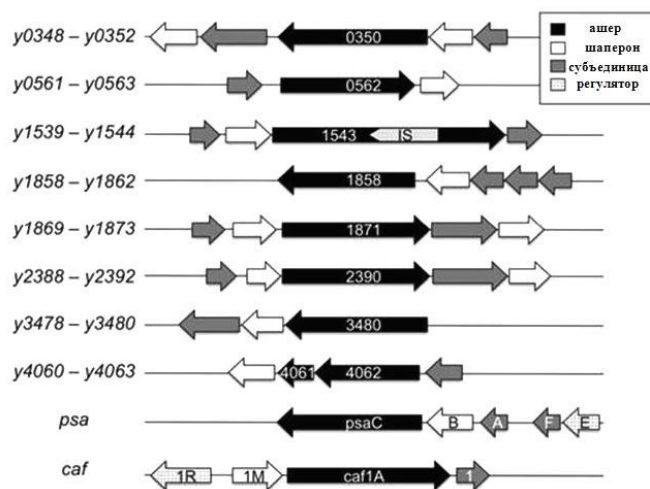 y0348 – y0352
0350
y0561 – y0563
0562
y1539 – y1544
1543
IS
y1858 – y1862
1858
y1869 – y1873
1871
y2388 – y2392
2390
y3478 – y3480
3480
y4060 – y4063
4061
4062
psa
psaC
B
A
F
E
caf
1R
1M
caf1A
1
ашер
шаперон
субъединица
регулятор